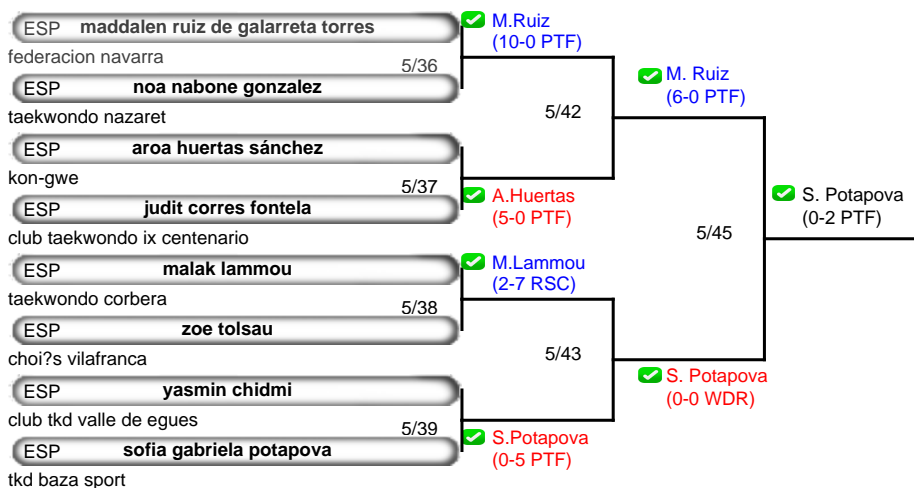 ESP maddalen ruiz de galarreta torres
federacion navarra
5/36
ESP noa nabone gonzalez
taekwondo nazaret
ESP aroa huertas sánchez
kon-gwe
5/37
ESP judit corres fontela
club taekwondo ix centenario
ESP malak lammou
taekwondo corbera
5/38
ESP zoe tolsau
choi?s vilafranca
ESP yasmin chidmi
club tkd valle de egues
5/39
ESP sofia gabriela potapova
tkd baza sport
M.Ruiz
(10-0 PTF)
5/42
A.Huertas
(5-0 PTF)
M.Lammou
(2-7 RSC)
5/43
S.Potapova
(0-5 PTF)
M. Ruiz
(6-0 PTF)
5/45
S. Potapova
(0-0 WDR)
S. Potapova
(0-2 PTF)